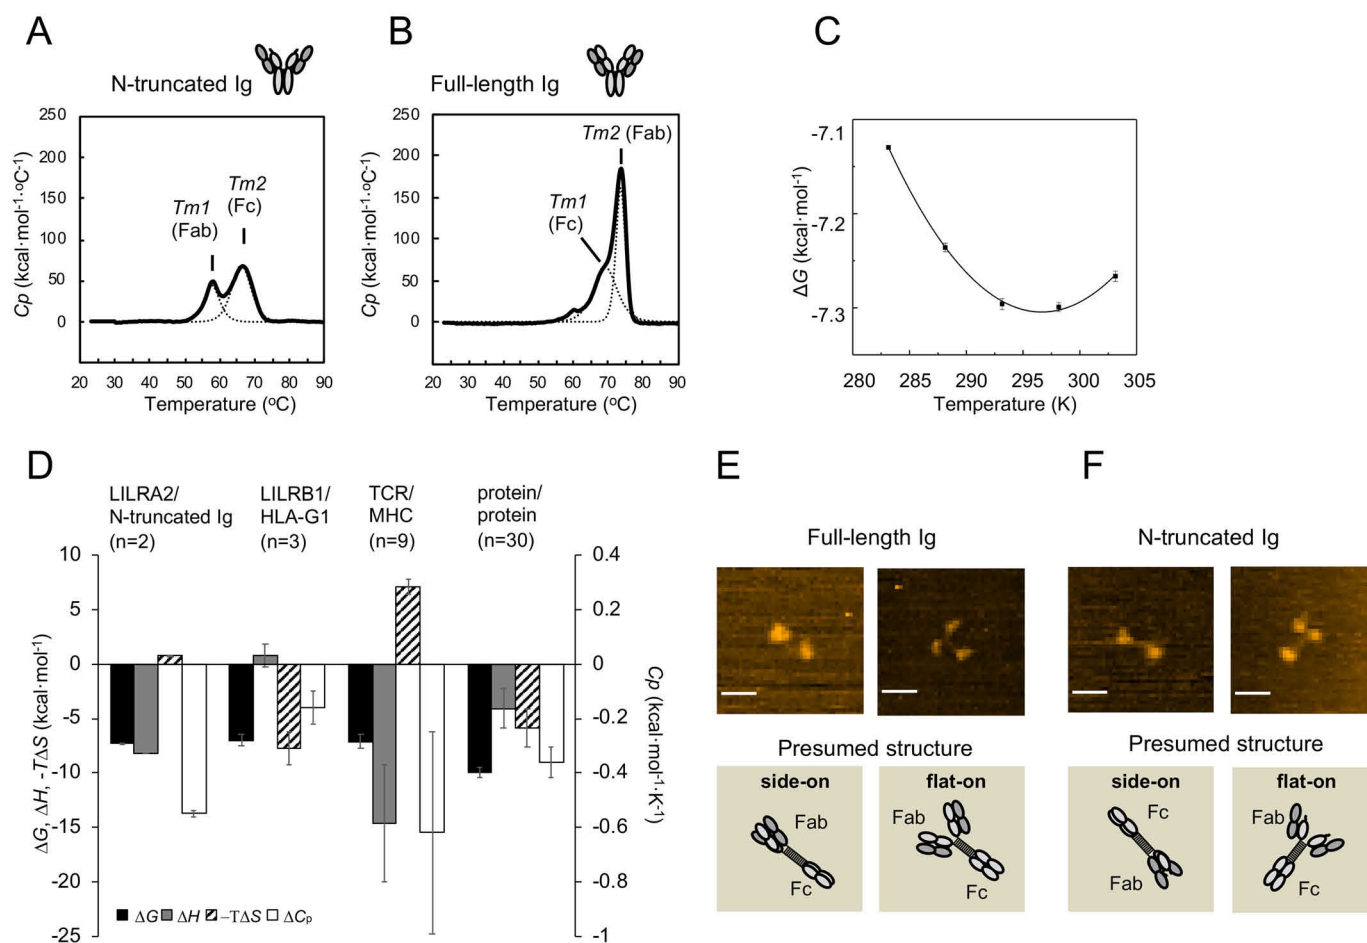 A
N-truncated Ig
250
200
150
100
50
0
Cp (kcal·mol⁻¹·ºC⁻¹)
Tm1
(Fab)
Tm2
(Fc)
20 30 40 50 60 70 80 90
Temperature (ºC)
B
Full-length Ig
250
200
150
100
50
0
Cp (kcal·mol⁻¹·ºC⁻¹)
Tm2 (Fab)
Tm1
(Fc)
20 30 40 50 60 70 80 90
Temperature (ºC)
C
-7.1
-7.2
-7.3
ΔG (kcal·mol⁻¹)
280 285 290 295 300 305
Temperature (K)
D
LILRA2/
N-truncated Ig
(n=2)
LILRB1/
HLA-G1
(n=3)
TCR/
MHC
(n=9)
protein/
protein
(n=30)
10
5
0
-5
-10
-15
-20
-25
ΔG, ΔH, -TΔS (kcal·mol⁻¹)
0.4
0.2
0
-0.2
-0.4
-0.6
-0.8
-1
Cp (kcal·mol⁻¹·K⁻¹)
ΔG ΔH –TΔS ΔCp
E
Full-length Ig
Presumed structure
side-on
Fab
Fc
flat-on
Fab
Fc
F
N-truncated Ig
Presumed structure
side-on
Fc
Fab
flat-on
Fab
Fc